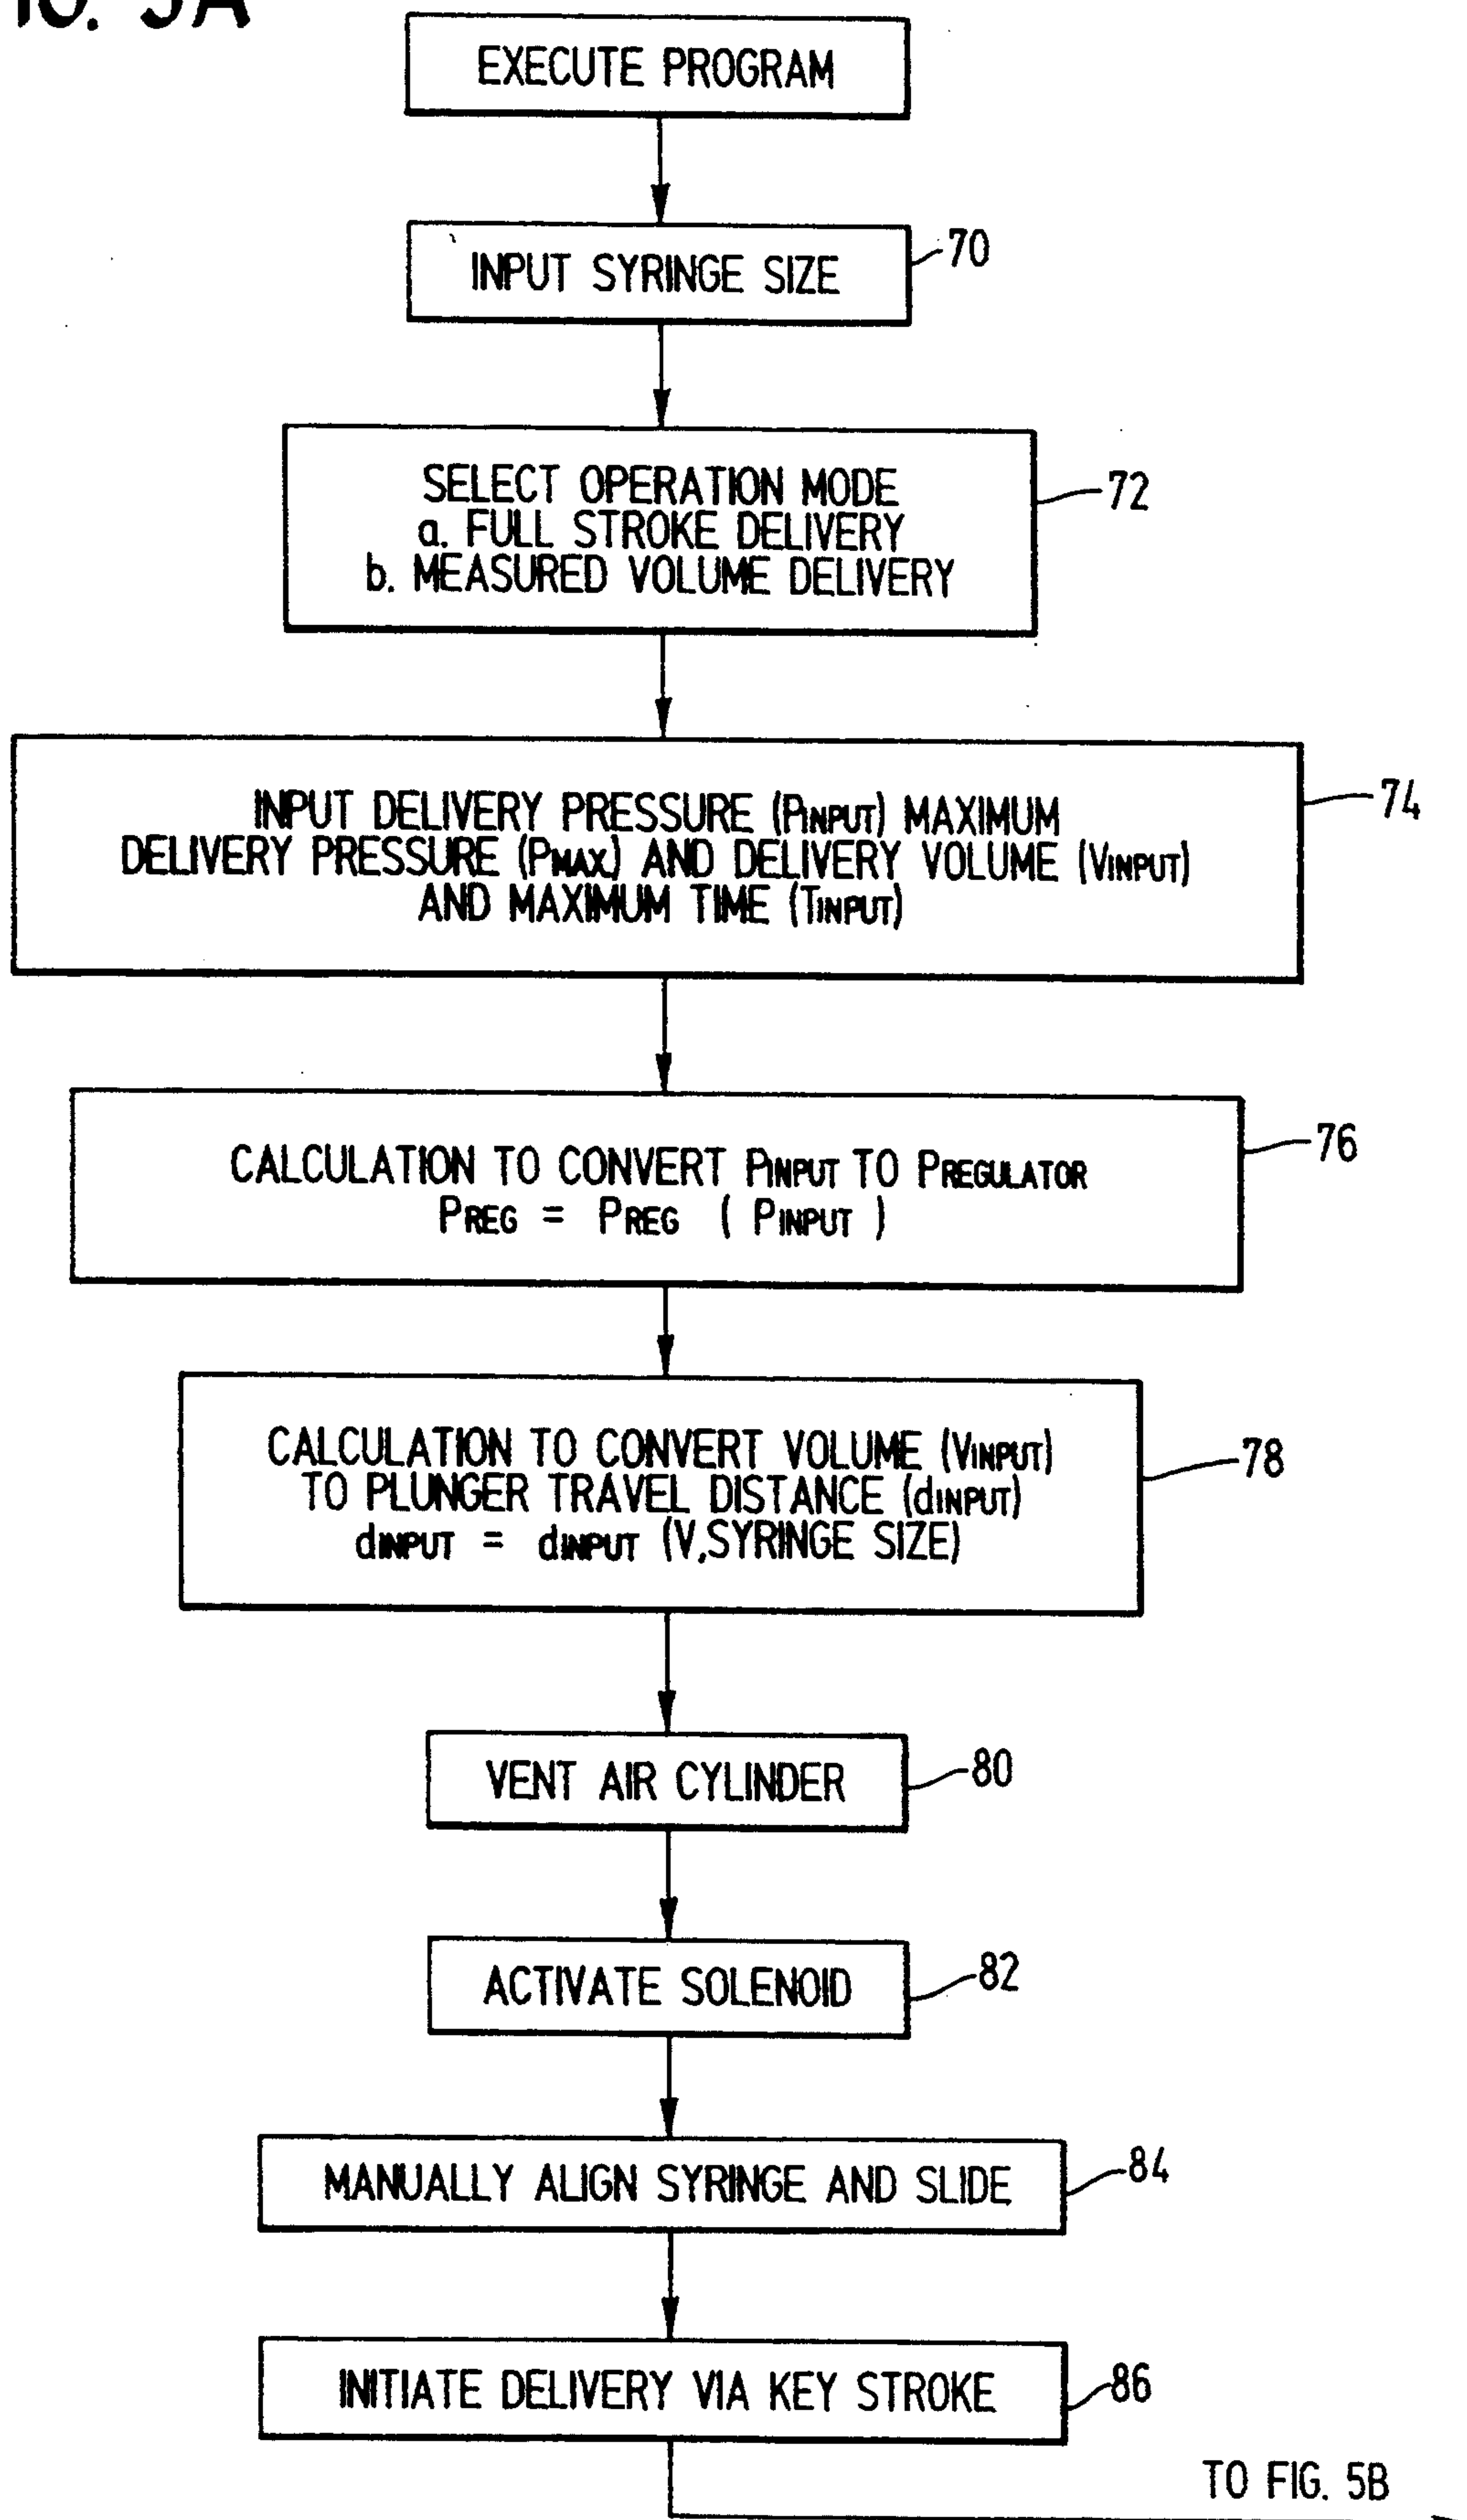 5A
EXECUTE PROGRAM
INPUT SYRINGE SIZE
70
SELECT OPERATION MODE
a. FULL STROKE DELIVERY
b. MEASURED VOLUME DELIVERY
72
INPUT DELIVERY PRESSURE (PINPUT) MAXIMUM
DELIVERY PRESSURE (PMAX.) AND DELIVERY VOLUME (VINPUT)
AND MAXIMUM TIME (TINPUT)
74
CALCULATION TO CONVERT PINPUT TO PREGULATOR
PREG = PREG ( PINPUT )
76
CALCULATION TO CONVERT VOLUME (VINPUT)
TO PLUNGER TRAVEL DISTANCE (dINPUT)
dINPUT = dINPUT (V,SYRINGE SIZE)
78
VENT AIR CYLINDER
80
ACTIVATE SOLENOID
82
MANUALLY ALIGN SYRINGE AND SLIDE
84
INITIATE DELIVERY VIA KEY STROKE
86
TO FIG. 5B